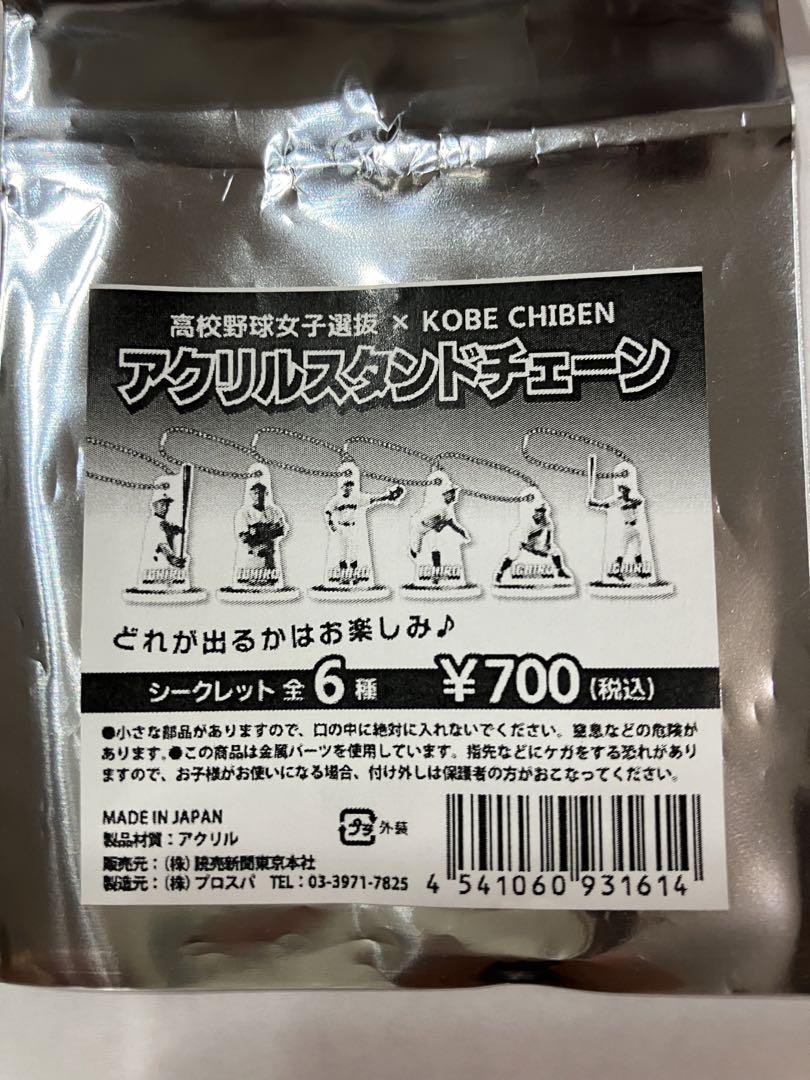 高校野球女子選抜 × KOBE CHIBEN
アクリルスタンドチェーン
ICHIRO ICHIRO ICHIRO ICHIRO ICHIRO ICHIRO
どれが出るかはお楽しみ♪
シークレット 全6種 ¥700(税込)
●小さな部品がありますので、口の中に絶対に入れないでください。窒息などの危険が
あります。●この商品は金属パーツを使用しています。指先などにケガをする恐れがあり
ますので、お子様がお使いになる場合、付け外しは保護者の方がおこなってください。
MADE IN JAPAN
製品材質：アクリル
プラ 外装
販売元：(株) 読売新聞東京本社
製造元：(株) プロスパ TEL：03-3971-7825
4 541060 931614